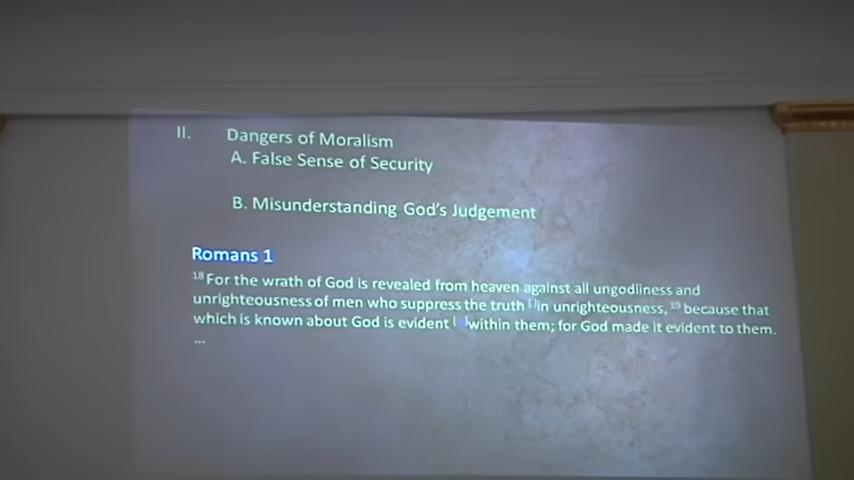 II. Dangers of Moralism
A. False Sense of Security
B. Misunderstanding God's Judgement
Romans 1
18 For the wrath of God is revealed from heaven against all ungodliness and
unrighteousness of men who suppress the truth [ ]in unrighteousness, 19 because that
which is known about God is evident [ ]within them; for God made it evident to them.
...